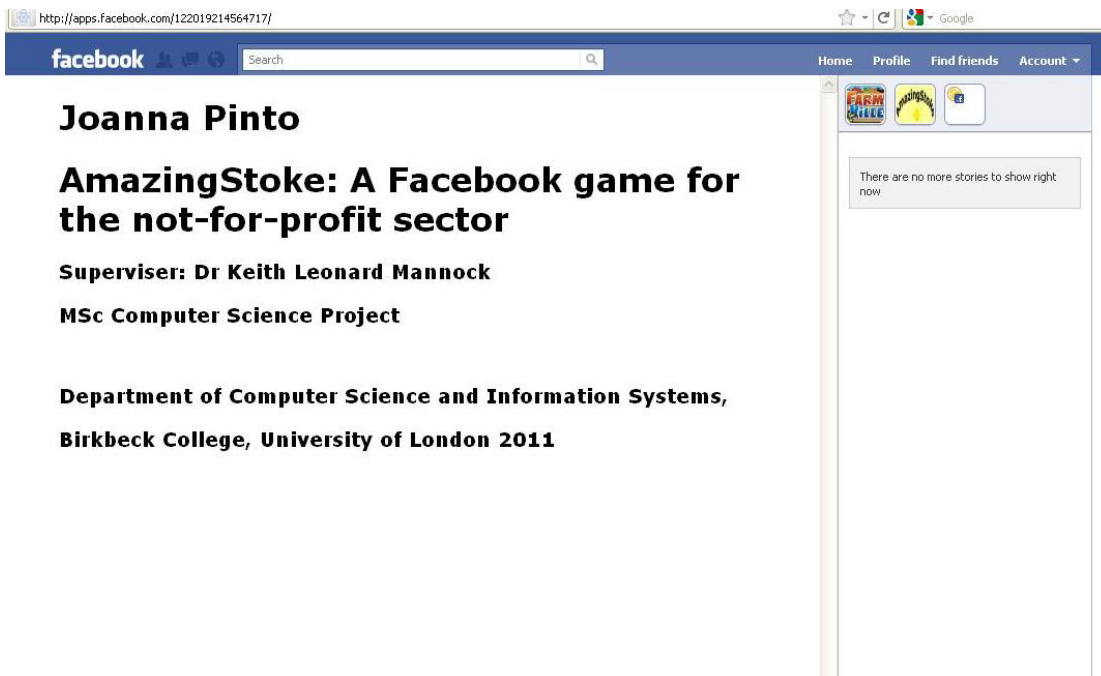 http://apps.facebook.com/122019214564717/
Google
facebook
Search
Home Profile Find friends Account
Joanna Pinto
AmazingStoke: A Facebook game for
the not-for-profit sector
Superviser: Dr Keith Leonard Mannock
MSc Computer Science Project
Department of Computer Science and Information Systems,
Birkbeck College, University of London 2011
FARM
VILLE
AmazingStoke
There are no more stories to show right
now